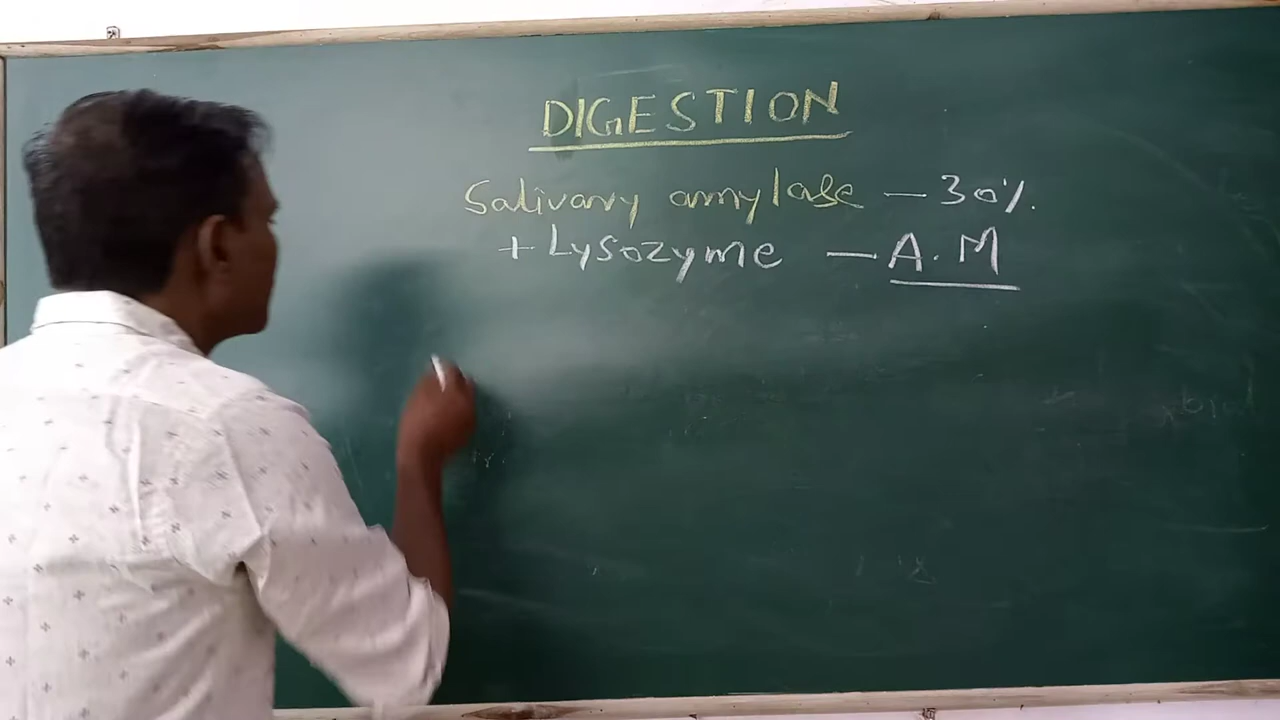 DIGESTION
Salivary amylase — 30%.
+ Lysozyme — A.M